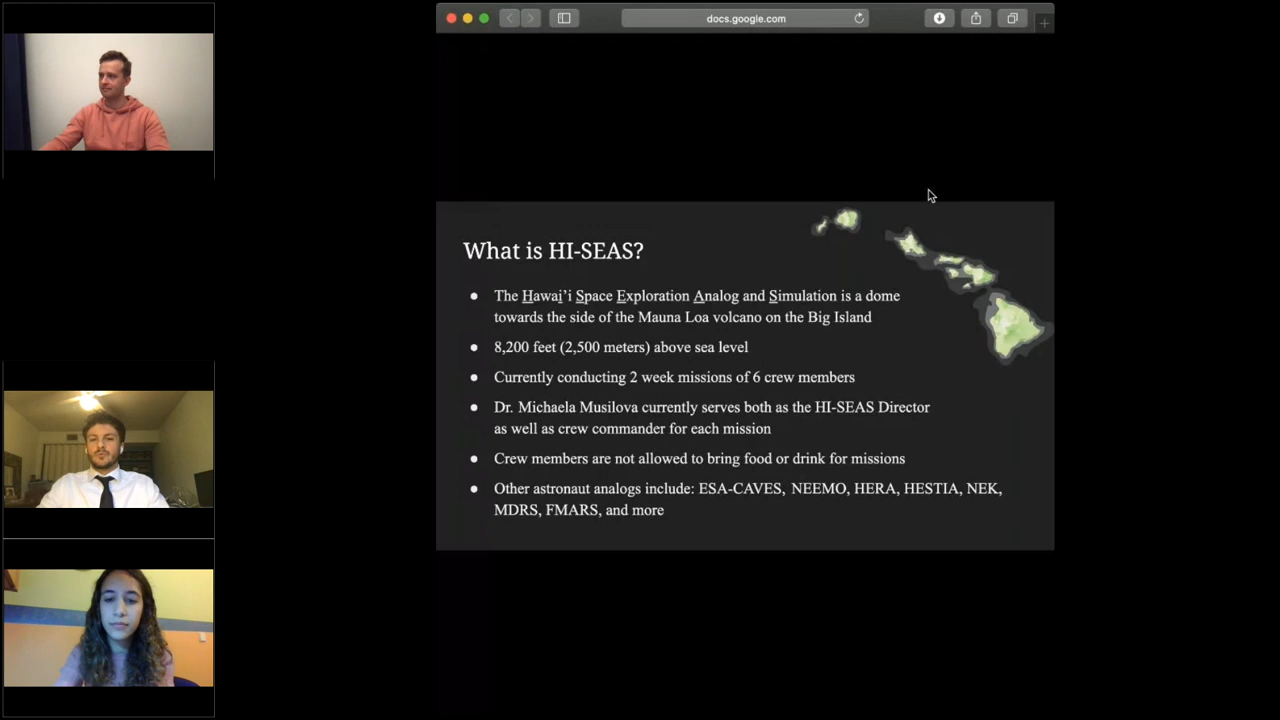 docs.google.com
What is HI-SEAS?
● The Hawai’i Space Exploration Analog and Simulation is a dome
towards the side of the Mauna Loa volcano on the Big Island
● 8,200 feet (2,500 meters) above sea level
● Currently conducting 2 week missions of 6 crew members
● Dr. Michaela Musilova currently serves both as the HI-SEAS Director
as well as crew commander for each mission
● Crew members are not allowed to bring food or drink for missions
● Other astronaut analogs include: ESA-CAVES, NEEMO, HERA, HESTIA, NEK,
MDRS, FMARS, and more